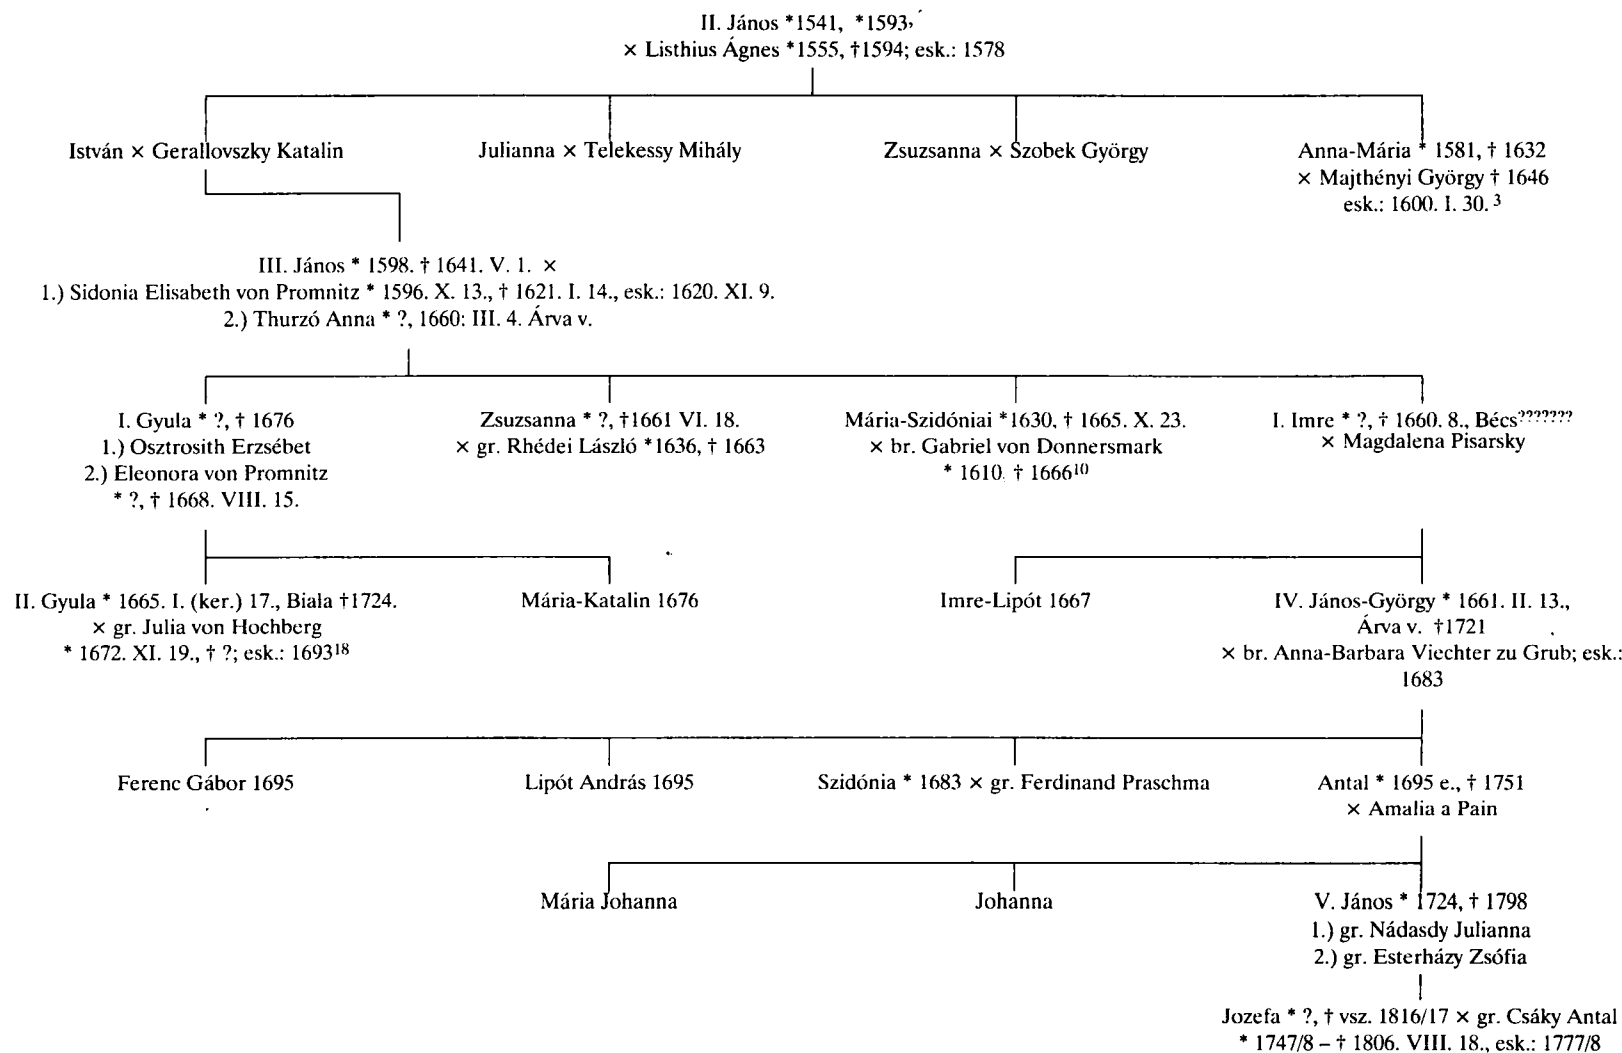 II. János *1541, *1593,
× Listhius Ágnes *1555, †1594; esk.: 1578
István × Gerallovszky Katalin
Julianna × Telekessy Mihály
Zsuzsanna × Szobek György
Anna-Mária * 1581, † 1632
× Majthényi György † 1646
esk.: 1600. I. 30. 3
III. János * 1598. † 1641. V. 1. ×
1.) Sidonia Elisabeth von Promnitz * 1596. X. 13., † 1621. I. 14., esk.: 1620. XI. 9.
2.) Thurzó Anna * ?, 1660: III. 4. Árva v.
I. Gyula * ?, † 1676
1.) Osztrosith Erzsébet
2.) Eleonora von Promnitz
* ?, † 1668. VIII. 15.
Zsuzsanna * ?, †1661 VI. 18.
× gr. Rhédei László *1636, † 1663
Mária-Szidóniai *1630, † 1665. X. 23.
× br. Gabriel von Donnersmark
* 1610, † 1666 10
I. Imre * ?, † 1660. 8., Bécs???????
× Magdalena Pisarsky
II. Gyula * 1665. I. (ker.) 17., Biala †1724.
× gr. Julia von Hochberg
* 1672. XI. 19., † ?; esk.: 1693 18
Mária-Katalin 1676
Imre-Lipót 1667
IV. János-György * 1661. II. 13.,
Árva v. †1721
× br. Anna-Barbara Viechter zu Grub; esk.:
1683
Ferenc Gábor 1695
Lipót András 1695
Szidónia * 1683 × gr. Ferdinand Praschma
Antal * 1695 e., † 1751
× Amalia a Pain
Mária Johanna
Johanna
V. János * 1724, † 1798
1.) gr. Nádasdy Julianna
2.) gr. Esterházy Zsófia
Jozefa * ?, † vsz. 1816/17 × gr. Csáky Antal
* 1747/8 – † 1806. VIII. 18., esk.: 1777/8